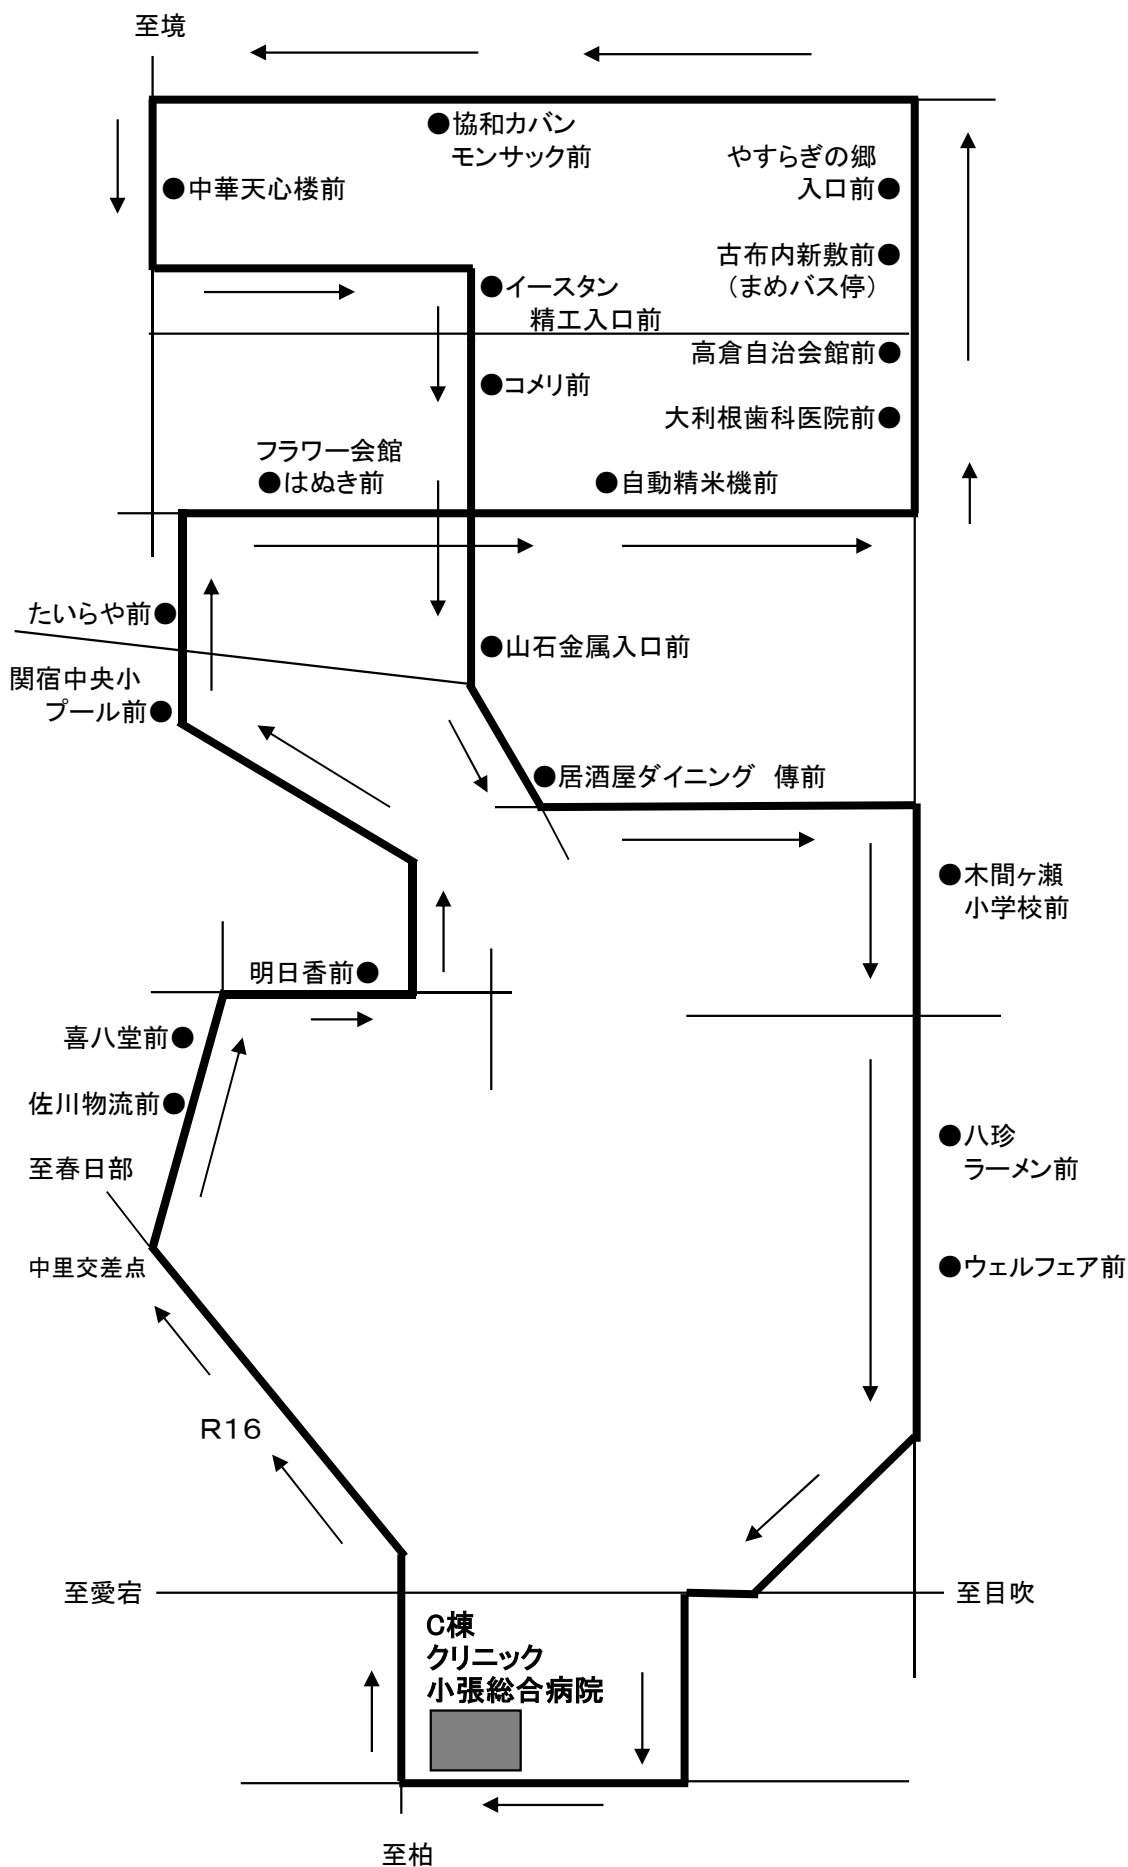 至境
●協和カバン
モンサック前
やすらぎの郷
入口前●
●中華天心楼前
古布内新敷前●
（まめバス停）
●イースタン
精工入口前
高倉自治会館前●
●コメリ前
大利根歯科医院前●
フラワー会館
●はぬき前
●自動精米機前
たいらや前●
●山石金属入口前
関宿中央小
プール前●
●居酒屋ダイニング　傳前
●木間ヶ瀬
小学校前
明日香前●
喜八堂前●
佐川物流前●
●八珍
ラーメン前
至春日部
中里交差点
●ウェルフェア前
R16
至愛宕
至目吹
C棟
クリニック
小張総合病院
至柏